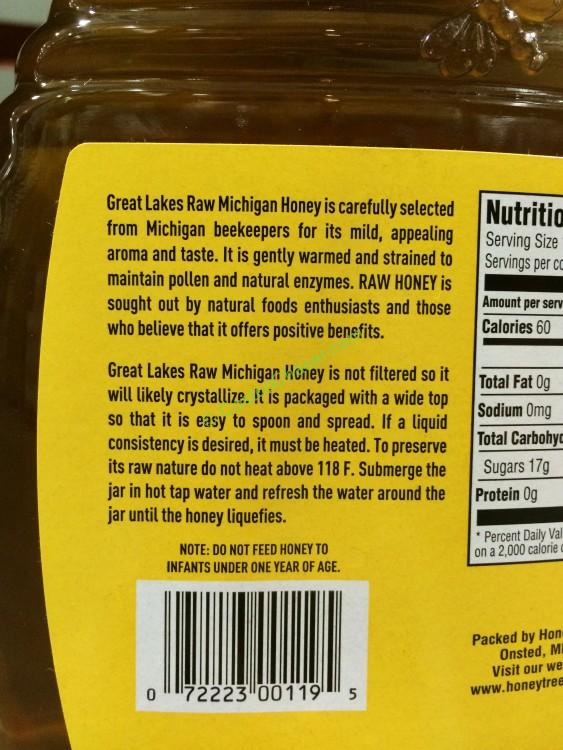 Great Lakes Raw Michigan Honey is carefully selected
from Michigan beekeepers for its mild, appealing
aroma and taste. It is gently warmed and strained to
maintain pollen and natural enzymes. RAW HONEY is
sought out by natural foods enthusiasts and those
who believe that it offers positive benefits.
Great Lakes Raw Michigan Honey is not filtered so it
will likely crystallize. It is packaged with a wide top
so that it is easy to spoon and spread. If a liquid
consistency is desired, it must be heated. To preserve
its raw nature do not heat above 118 F. Submerge the
jar in hot tap water and refresh the water around the
jar until the honey liquefies.
NOTE: DO NOT FEED HONEY TO
INFANTS UNDER ONE YEAR OF AGE.
0 72223 00119 5
Nutritio
Serving Size
Servings per co
Amount per serv
Calories 60
Total Fat 0g
Sodium 0mg
Total Carbohyd
Sugars 17g
Protein 0g
* Percent Daily Val
on a 2,000 calorie
Packed by Hon
Onsted, M
Visit our we
www.honeytree